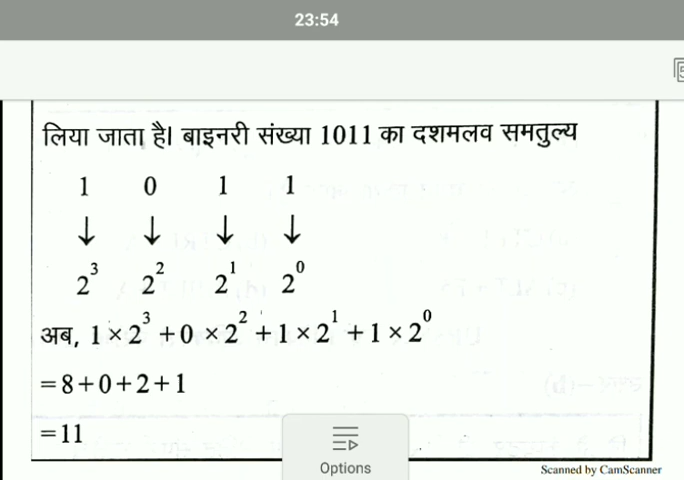 23:54
लिया जाता है। बाइनरी संख्या 1011 का दशमलव समतुल्य
1 0 1 1
↓ ↓ ↓ ↓
2³ 2² 2¹ 2⁰
अब, 1 × 2³ + 0 × 2² + 1 × 2¹ + 1 × 2⁰
= 8 + 0 + 2 + 1
= 11
Options
Scanned by CamScanner